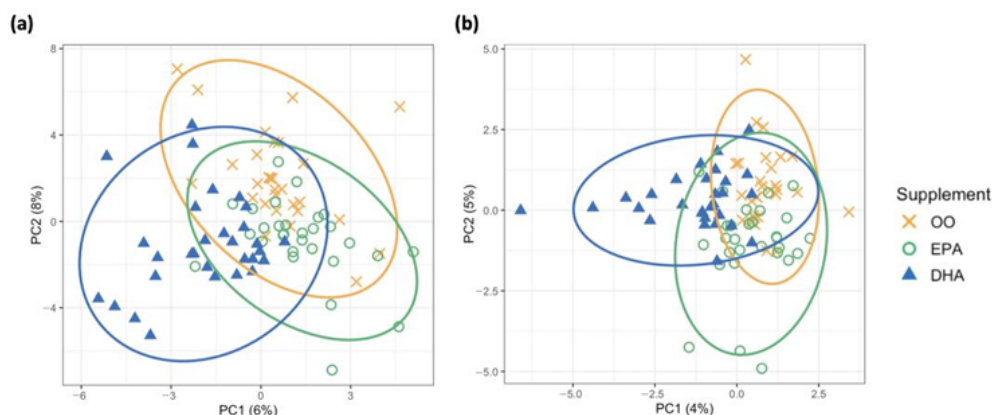 (a)
8
4
0
-4
PC2 (8%)
-6
-3
0
3
PC1 (6%)
(b)
5.0
2.5
0.0
-2.5
-5.0
PC2 (5%)
-5.0
-2.5
0.0
2.5
PC1 (4%)
Supplement
OO
EPA
DHA